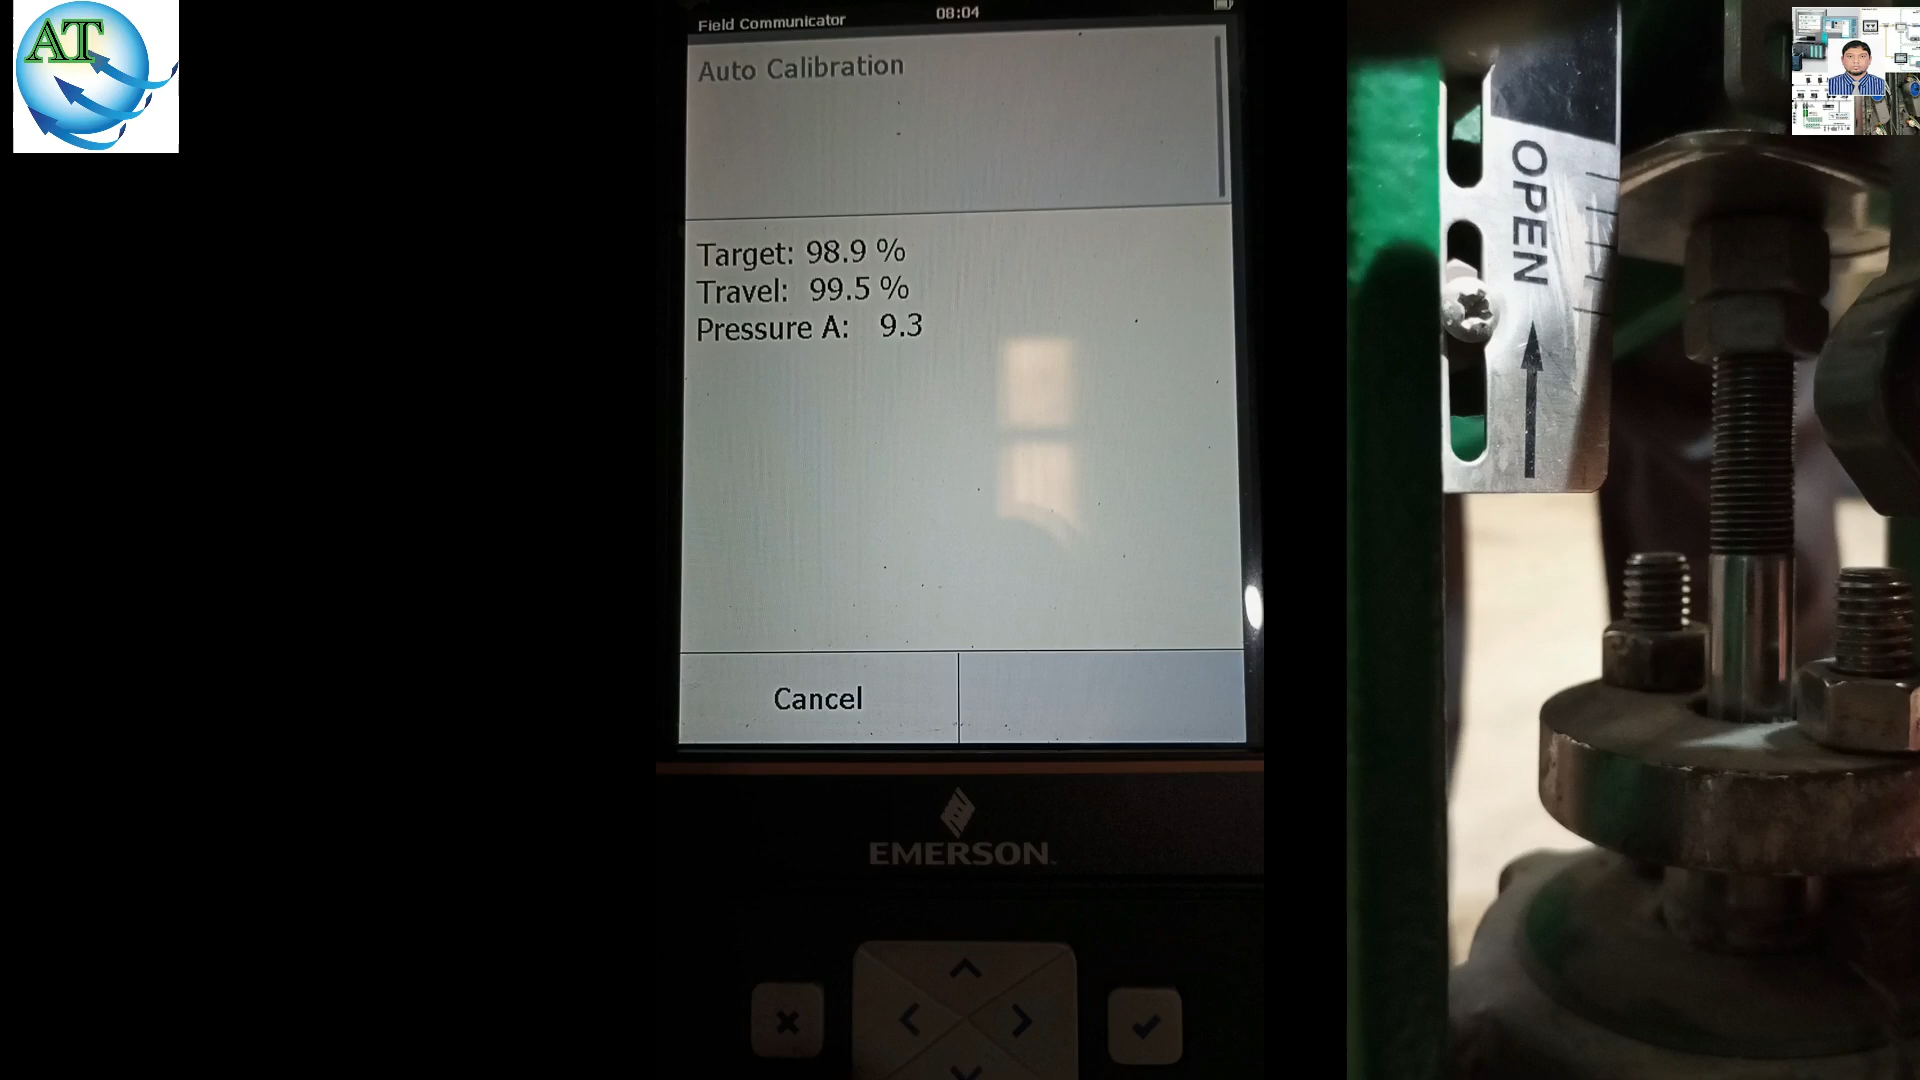 AT
Field Communicator
08:04
Auto Calibration
Target: 98.9 %
Travel: 99.5 %
Pressure A: 9.3
Cancel
EMERSON
OPEN